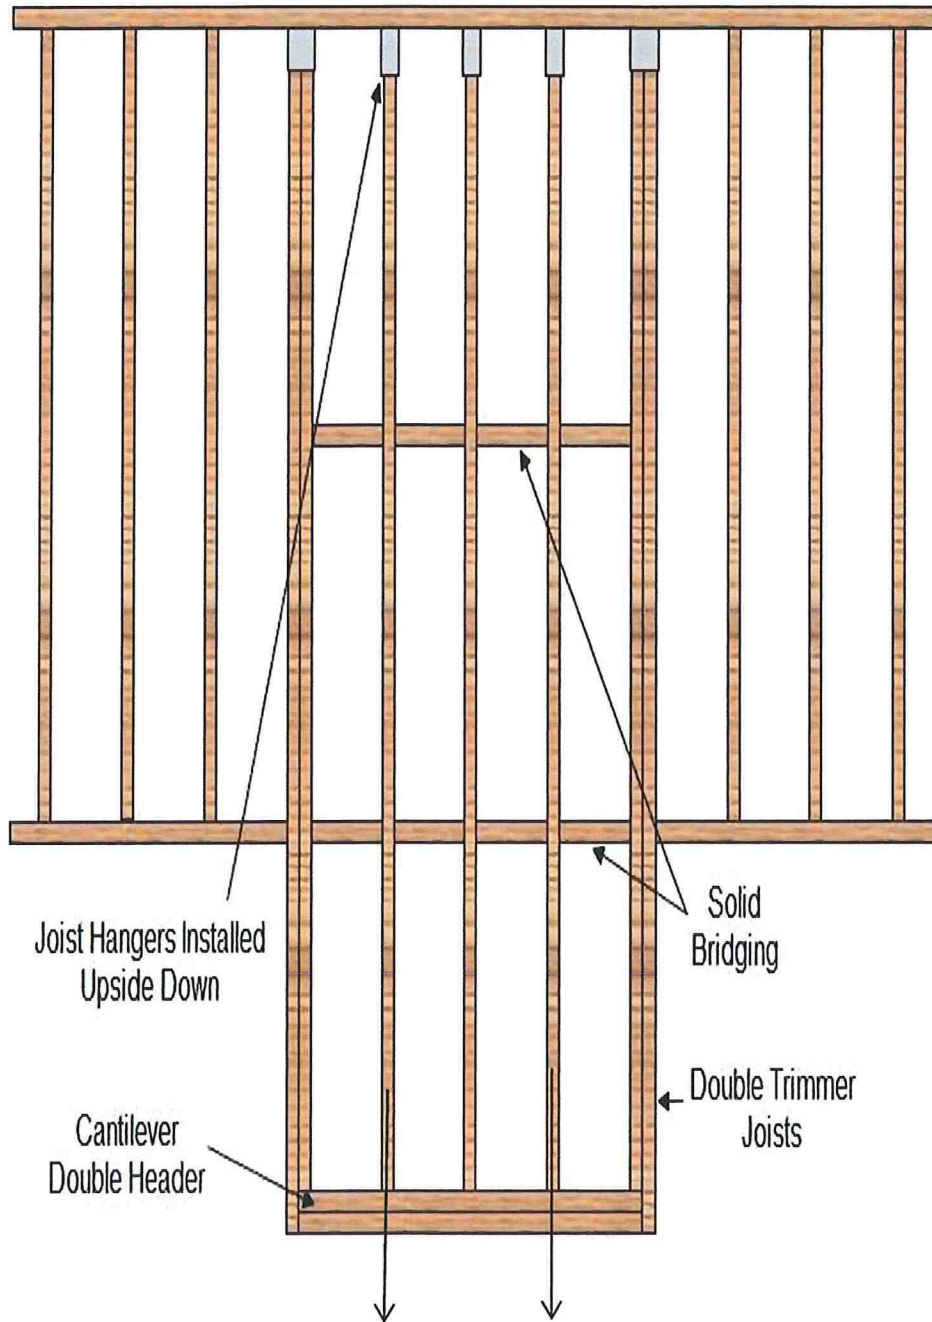 Joist Hangers Installed
Upside Down
Solid
Bridging
Double Trimmer
Joists
Cantilever
Double Header